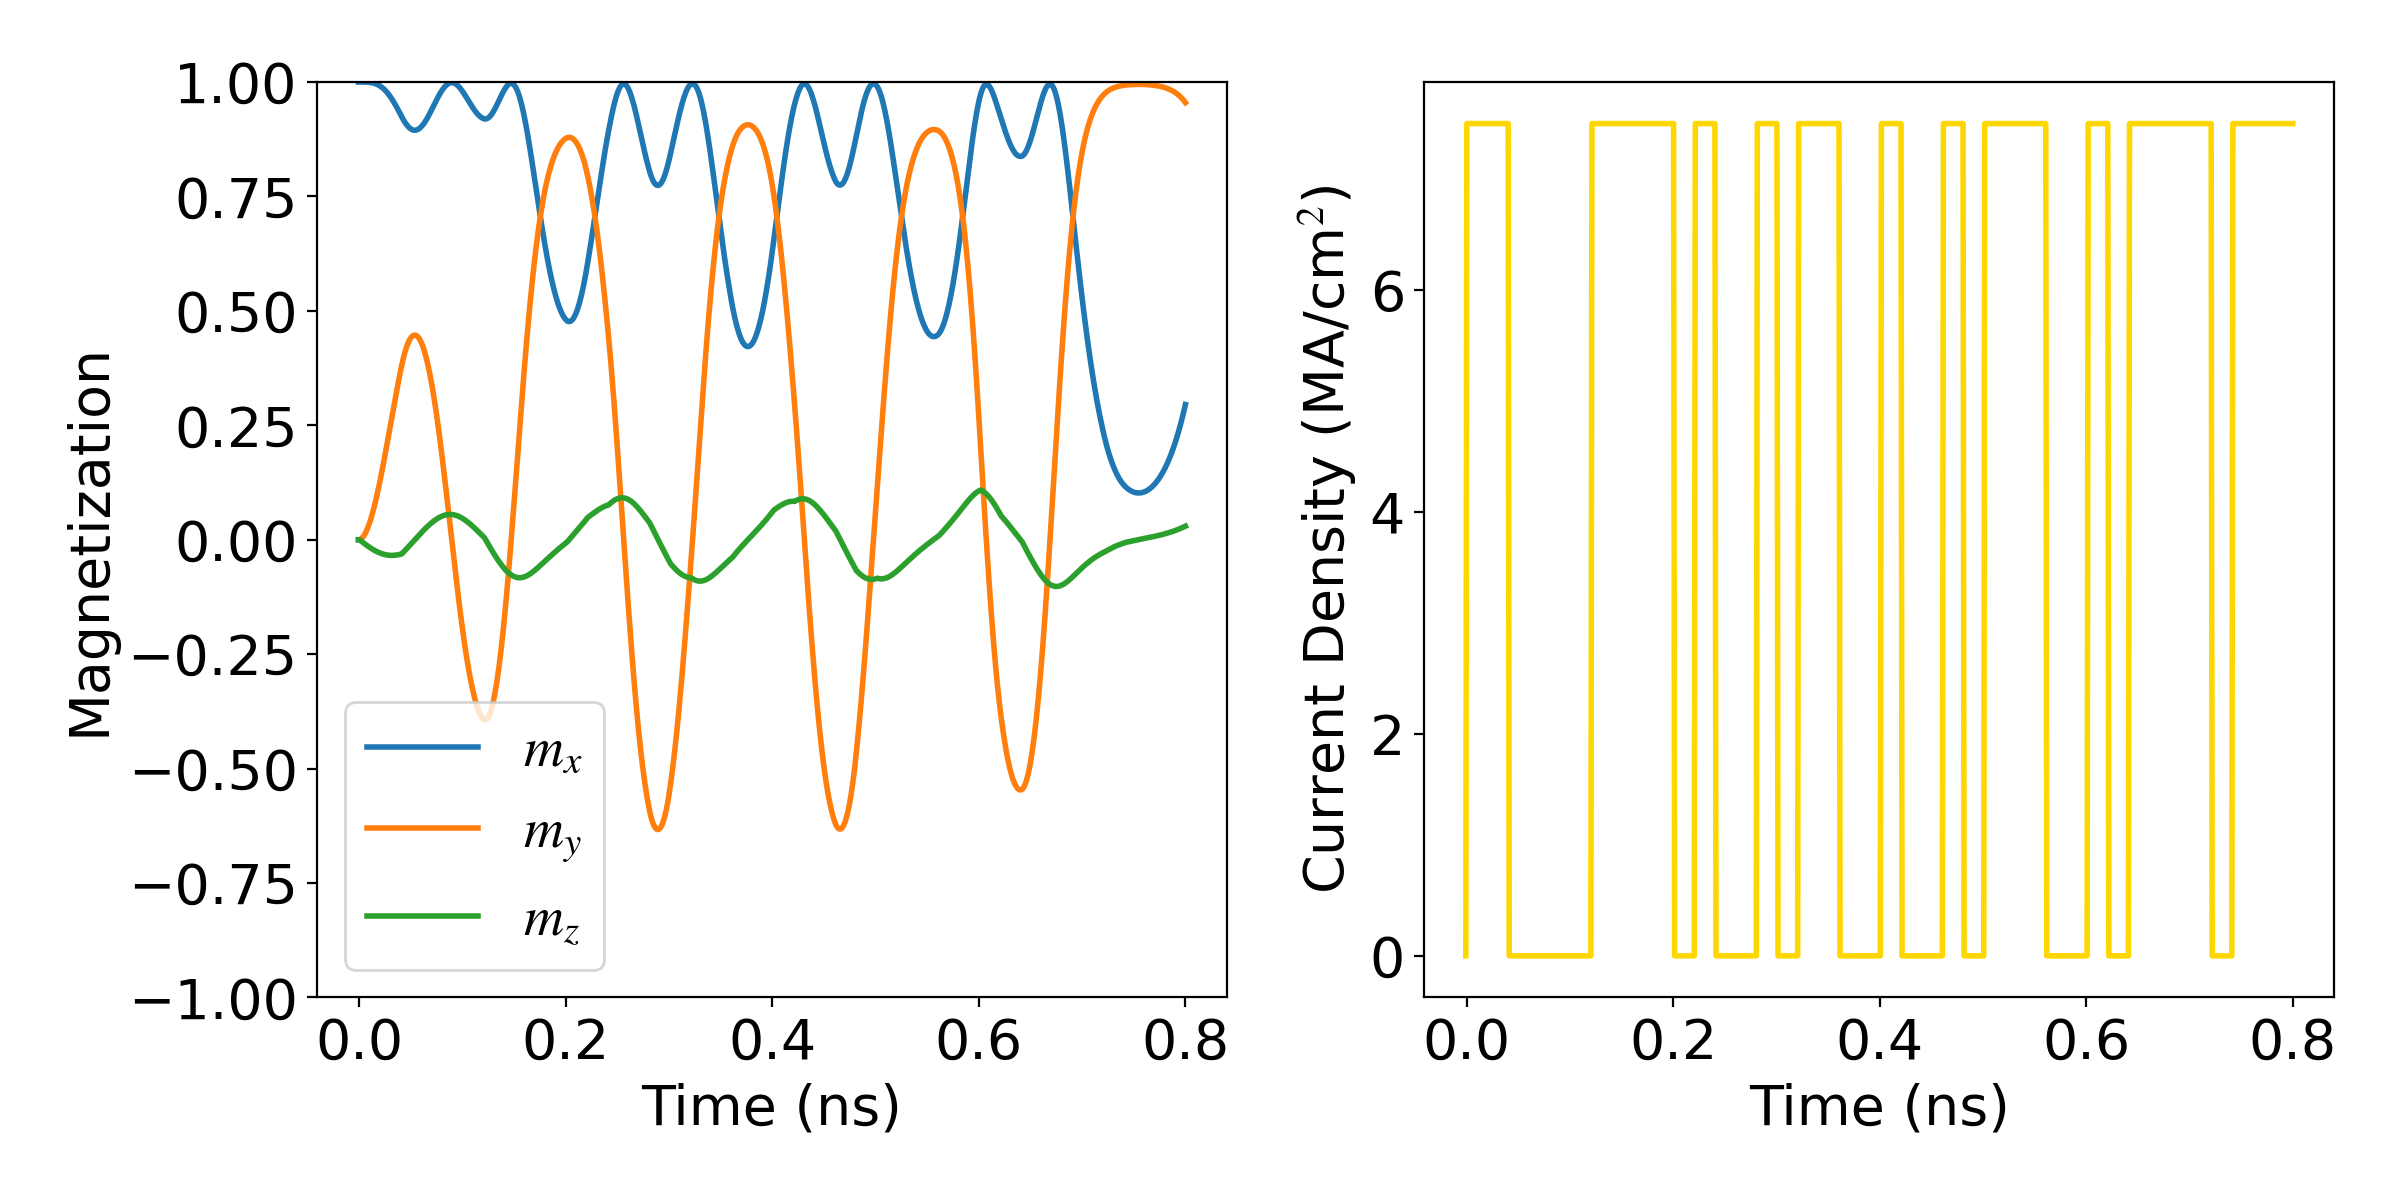 1.00
0.75
0.50
0.25
0.00
−0.25
−0.50
−0.75
−1.00
Magnetization
m_x
m_y
m_z
0.0 0.2 0.4 0.6 0.8
Time (ns)
6
4
2
0
Current Density (MA/cm²)
0.0 0.2 0.4 0.6 0.8
Time (ns)